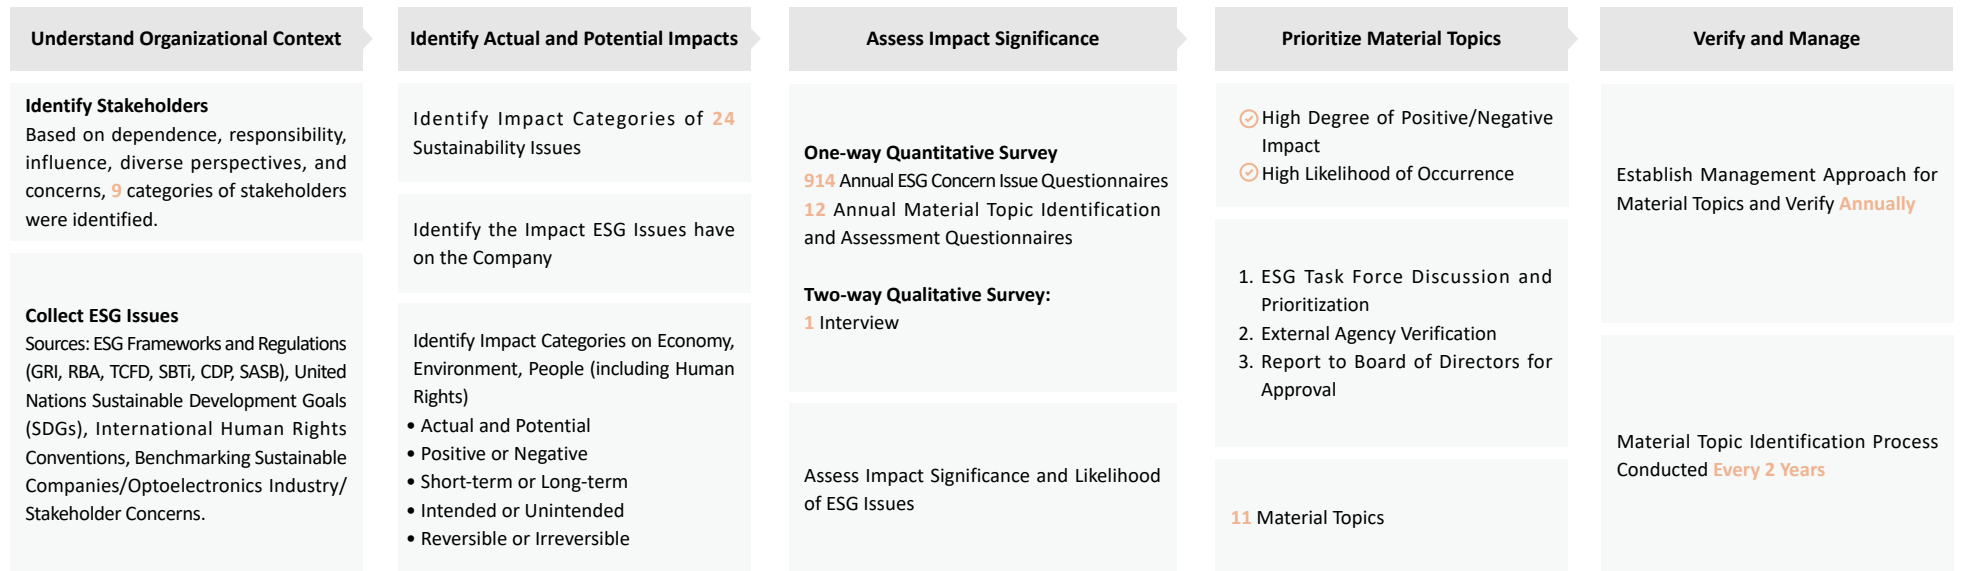 Understand Organizational Context
Identify Stakeholders
Based on dependence, responsibility,
influence, diverse perspectives, and
concerns, 9 categories of stakeholders
were identified.
Collect ESG Issues
Sources: ESG Frameworks and Regulations
(GRI, RBA, TCFD, SBTi, CDP, SASB), United
Nations Sustainable Development Goals
(SDGs), International Human Rights
Conventions, Benchmarking Sustainable
Companies/Optoelectronics Industry/
Stakeholder Concerns.
Identify Actual and Potential Impacts
Identify Impact Categories of 24
Sustainability Issues
Identify the Impact ESG Issues have
on the Company
Identify Impact Categories on Economy,
Environment, People (including Human
Rights)
• Actual and Potential
• Positive or Negative
• Short-term or Long-term
• Intended or Unintended
• Reversible or Irreversible
Assess Impact Significance
One-way Quantitative Survey
914 Annual ESG Concern Issue Questionnaires
12 Annual Material Topic Identification
and Assessment Questionnaires
Two-way Qualitative Survey:
1 Interview
Assess Impact Significance and Likelihood
of ESG Issues
Prioritize Material Topics
High Degree of Positive/Negative
Impact
High Likelihood of Occurrence
1. ESG Task Force Discussion and
Prioritization
2. External Agency Verification
3. Report to Board of Directors for
Approval
11 Material Topics
Verify and Manage
Establish Management Approach for
Material Topics and Verify Annually
Material Topic Identification Process
Conducted Every 2 Years